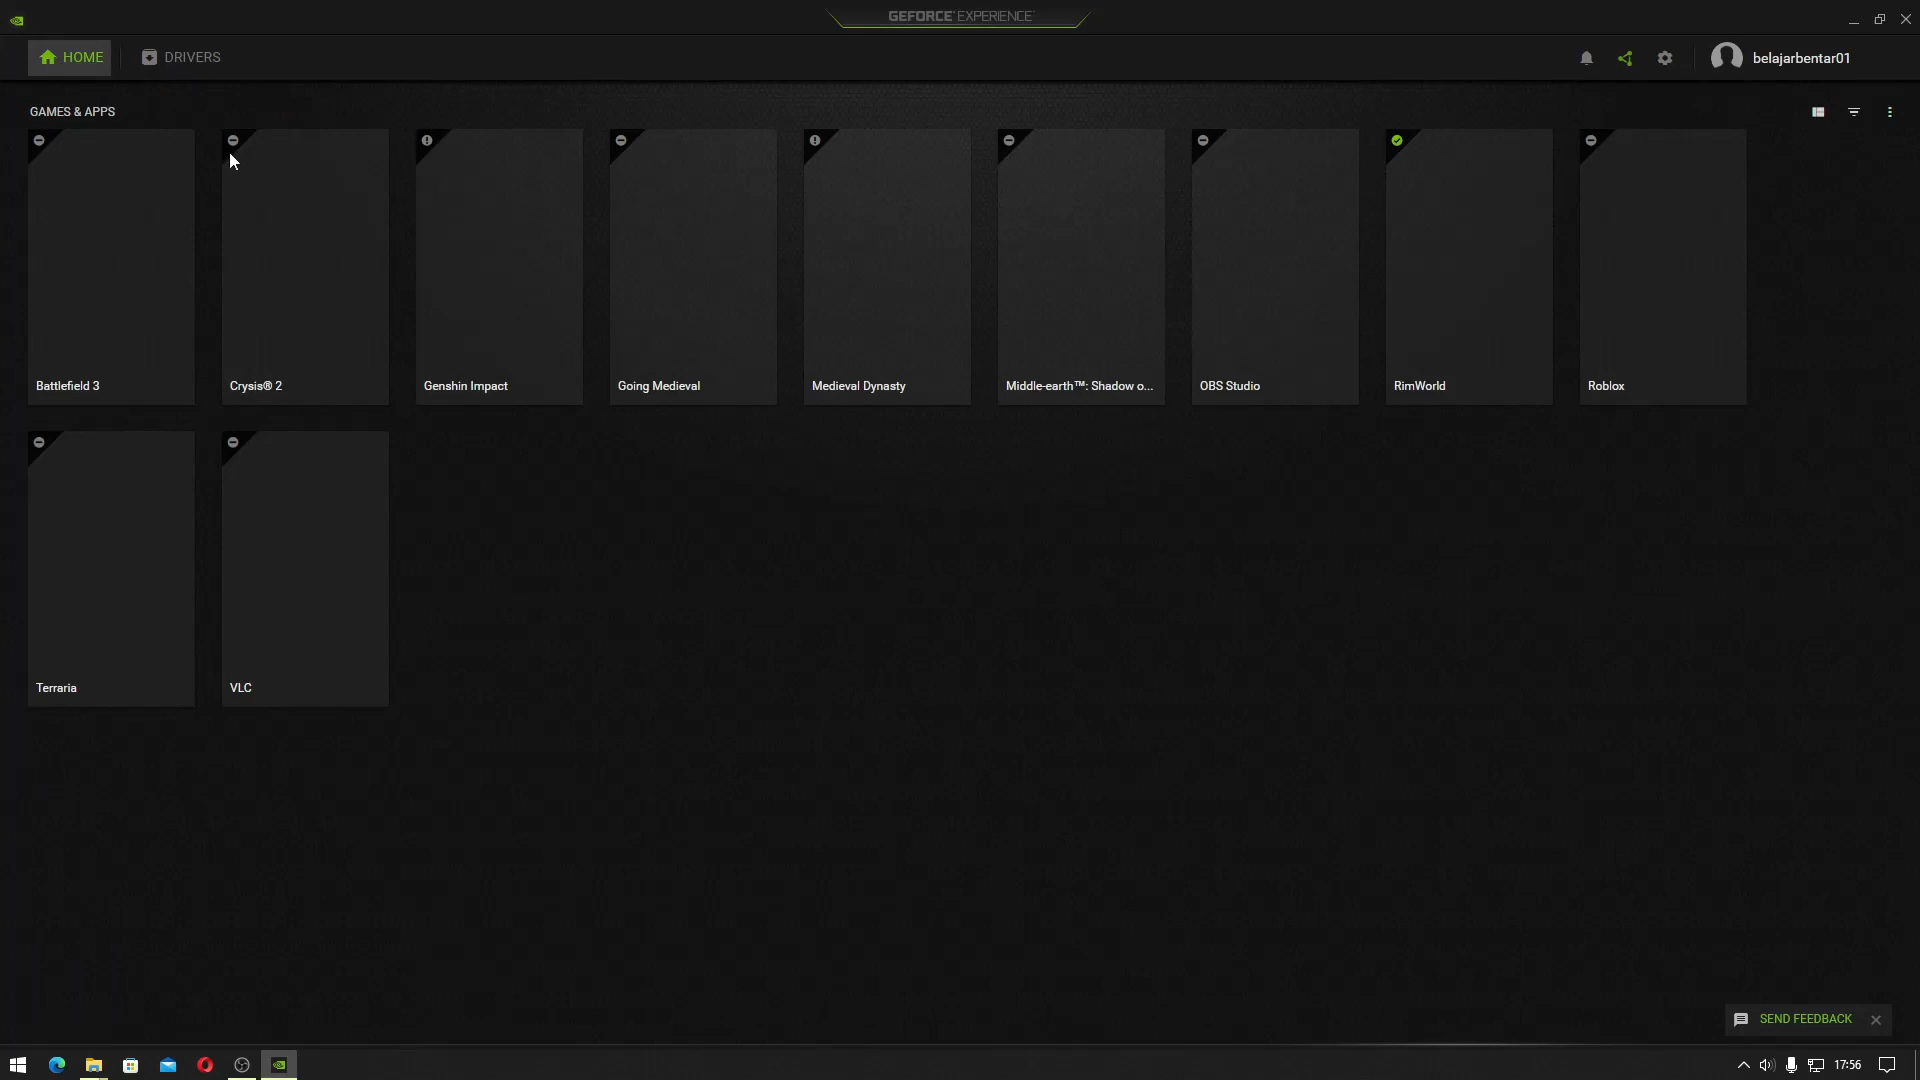 GEFORCE EXPERIENCE
HOME
DRIVERS
belajarbentar01
GAMES & APPS
Battlefield 3
Crysis® 2
Genshin Impact
Going Medieval
Medieval Dynasty
Middle-earth™: Shadow o...
OBS Studio
RimWorld
Roblox
Terraria
VLC
SEND FEEDBACK
17:56